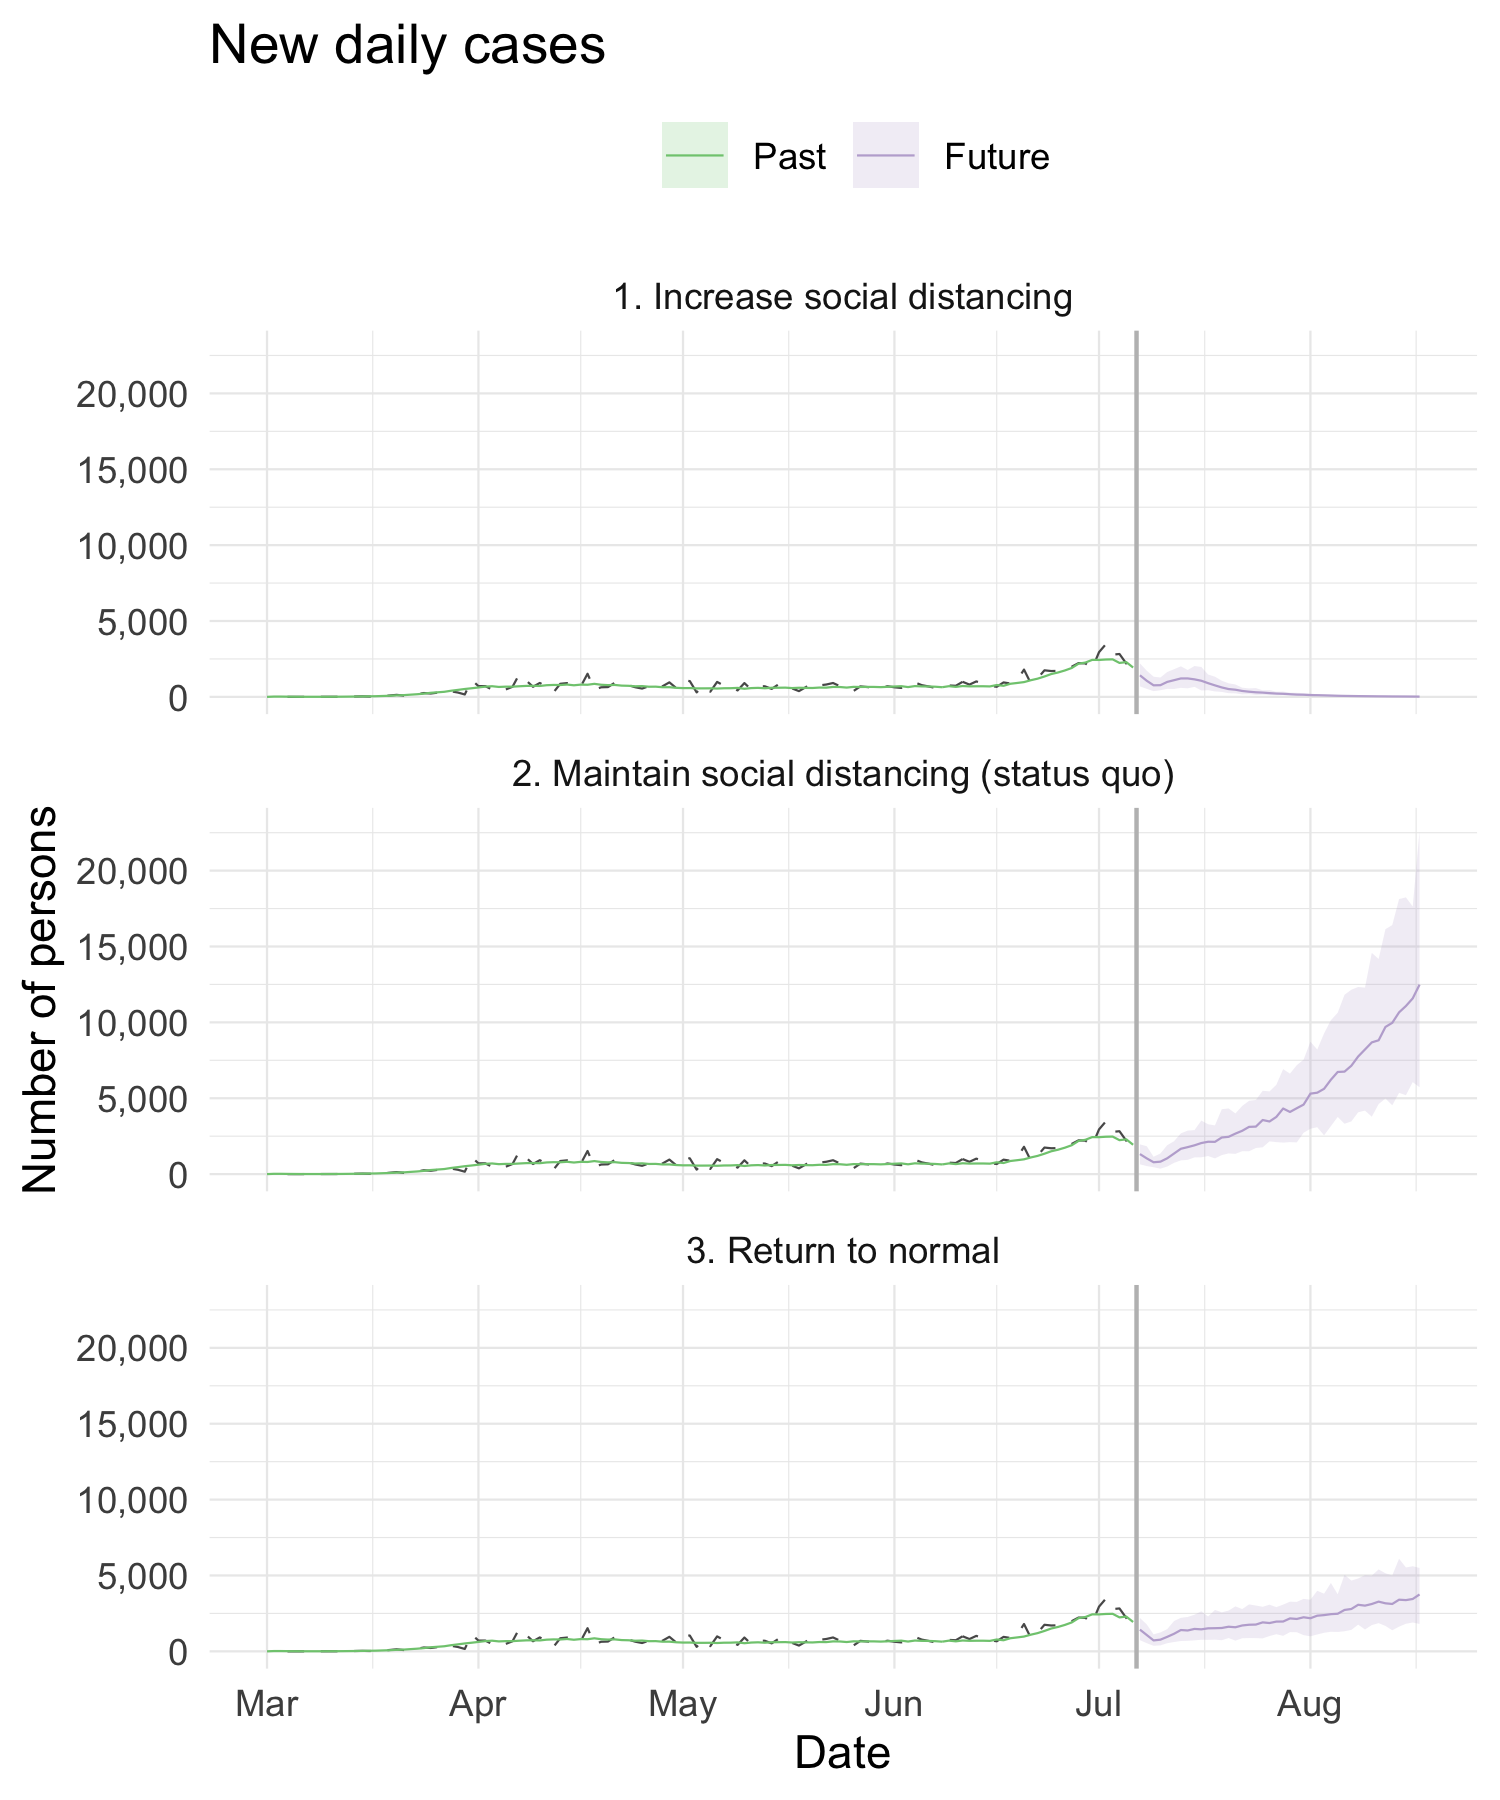 New daily cases
Past
Future
1. Increase social distancing
20,000
15,000
10,000
5,000
0
2. Maintain social distancing (status quo)
Number of persons
20,000
15,000
10,000
5,000
0
3. Return to normal
20,000
15,000
10,000
5,000
0
Mar Apr May Jun Jul Aug
Date